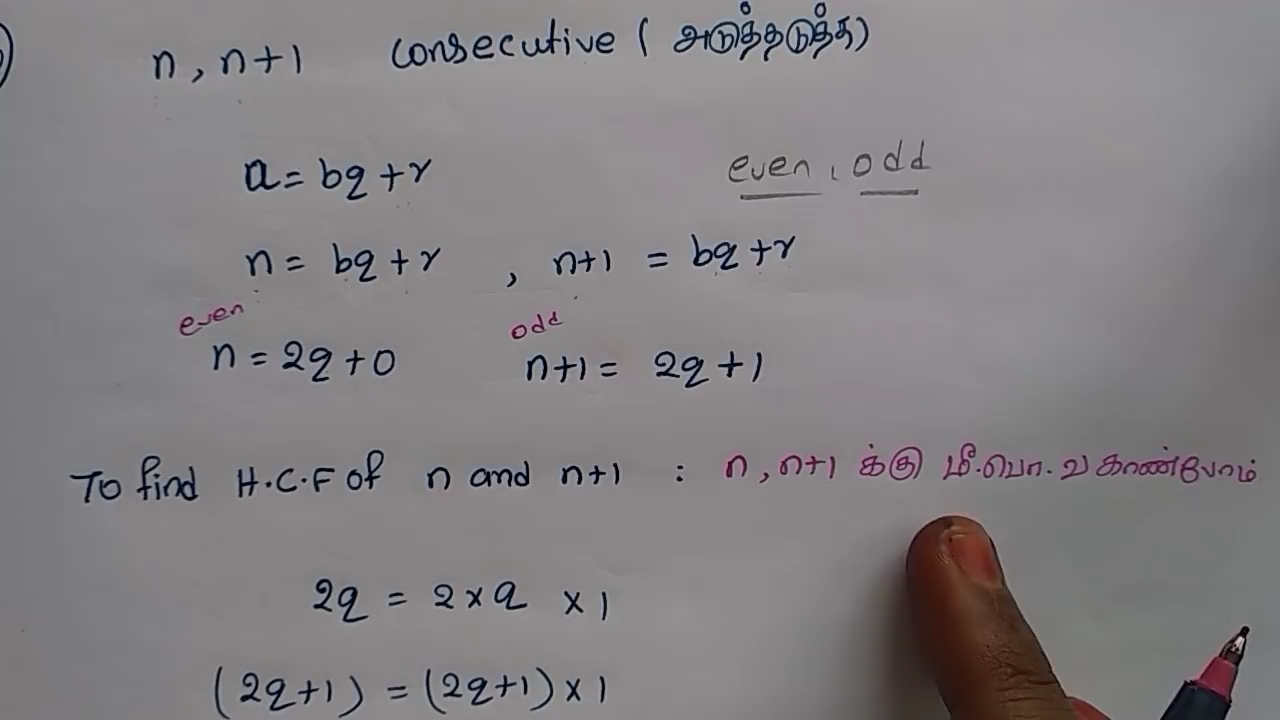 n, n+1 consecutive ( அடுத்தடுத்த)
a = bq + r
even, odd
n = bq + r , n+1 = bq + r
even odd
n = 2q + 0 n+1 = 2q + 1
To find H.C.F of n and n+1 : n, n+1 க்கு மீ.பொ.வ காண்போம்
2q = 2 × q × 1
(2q+1) = (2q+1) × 1